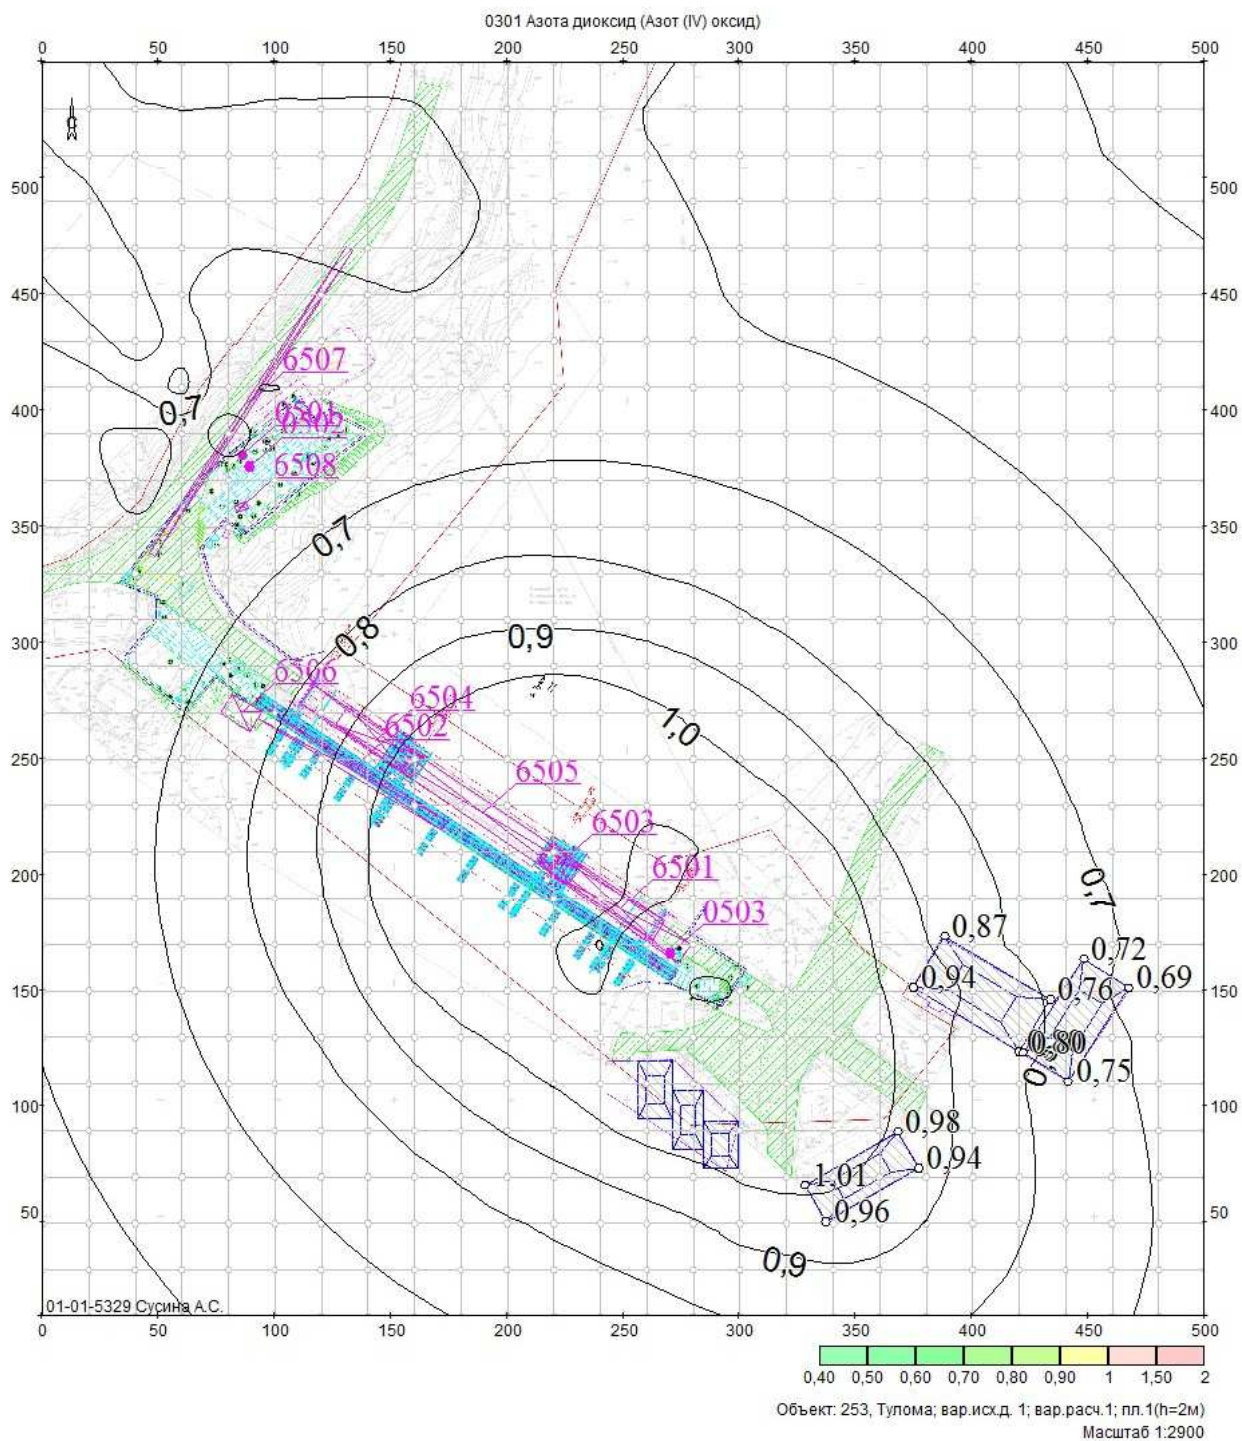 0301 Азота диоксид (Азот (IV) оксид)
0 50 100 150 200 250 300 350 400 450 500
500 500
450 450
6507
400 0,7 400
0501
0502
6508
350 0,7 350
300 0,8 0,9 300
6506
6504
1,0
6502
250 250
6505
6503
200 6501 0,7 200
0503
0,87
0,72
0,94 0,76 0,69
150 150
0,80
0,75
100 100
0,98
0,94
1,01
50 0,96 50
0,9
01-01-5329 Сусина А.С.
0 50 100 150 200 250 300 350 400 450 500
0,40 0,50 0,60 0,70 0,80 0,90 1 1,50 2
Объект: 253, Тулома; вар.исх.д. 1; вар.расч.1; пл.1(h=2м)
Масштаб 1:2900